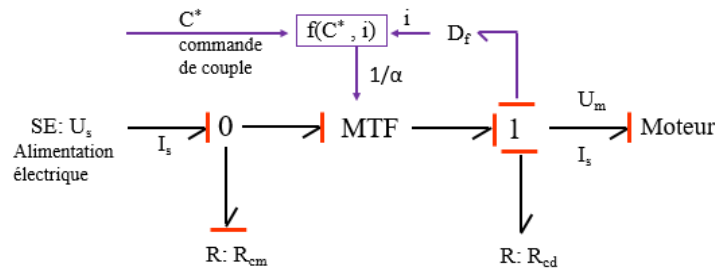 C*
commande
de couple
f(C* , i)
i
D_f
1/α
SE: U_s
Alimentation
électrique
I_s
0
MTF
1
U_m
I_s
Moteur
R: R_cm
R: R_cd